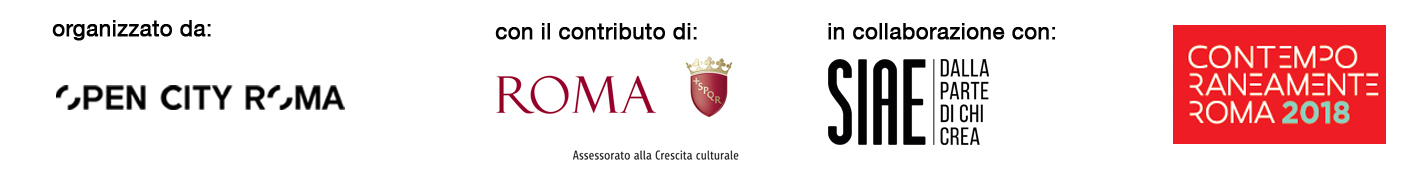 organizzato da:
OPEN CITY ROMA
con il contributo di:
ROMA
SPQR
Assessorato alla Crescita culturale
in collaborazione con:
SIAE
DALLA
PARTE
DI CHI
CREA
CONTEMPO
RANEAMENTE
ROMA 2018